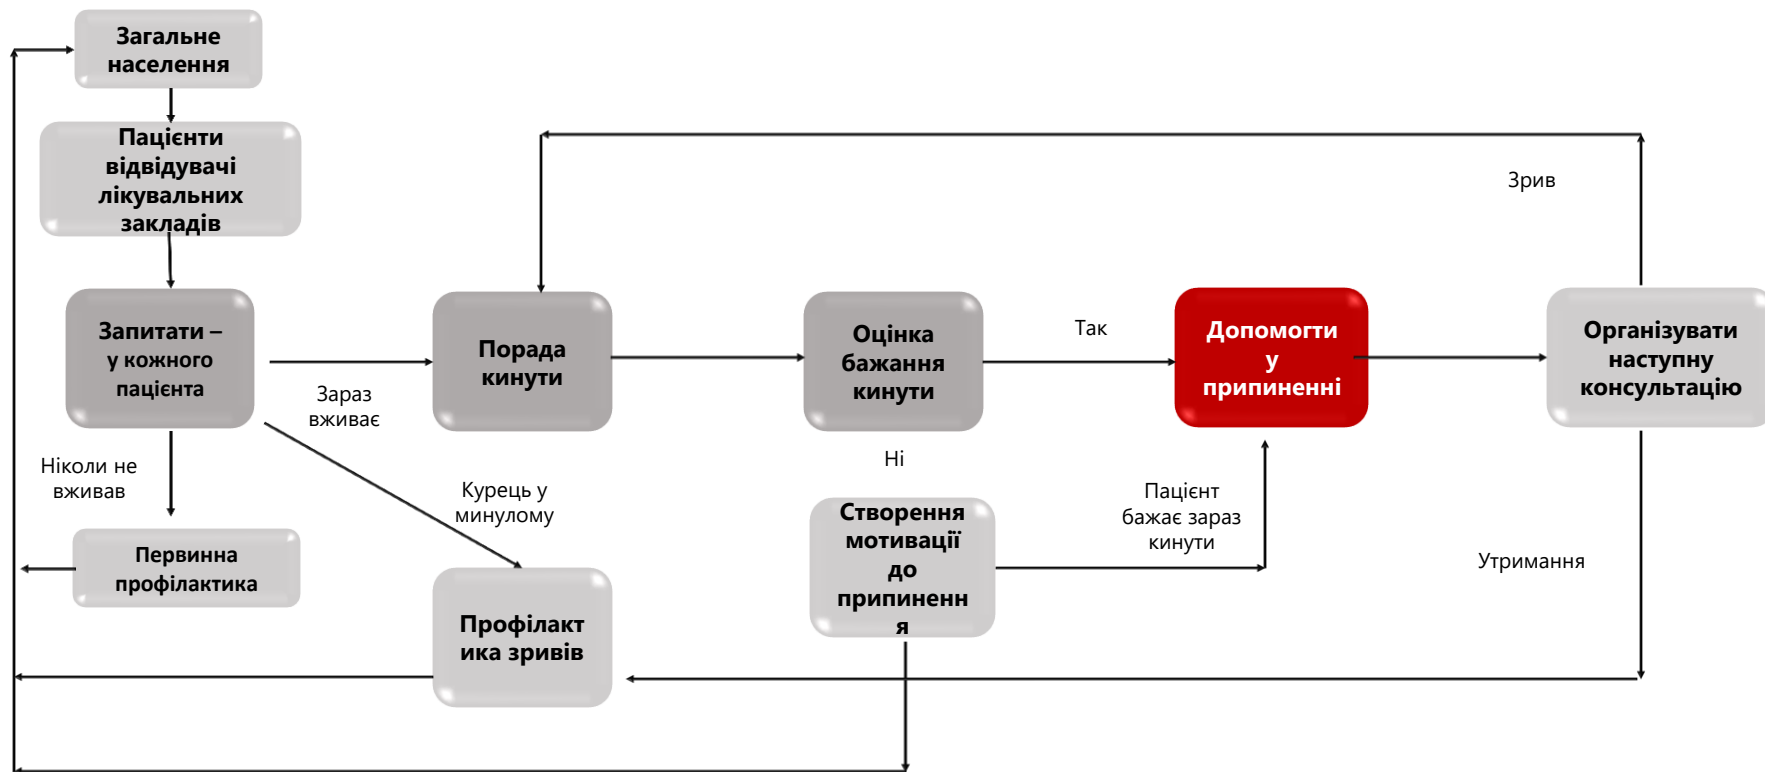 Загальне
населення
Пацієнти
відвідувачі
лікувальних
закладів
Запитати –
у кожного
пацієнта
Зараз
вживає
Ніколи не
вживав
Курець у
минулому
Первинна
профілактика
Профілакт
ика зривів
Порада
кинути
Оцінка
бажання
кинути
Так
Ні
Створення
мотивації
до
припиненн
я
Пацієнт
бажає зараз
кинути
Допомогти
у
припиненні
Організувати
наступну
консультацію
Зрив
Утримання